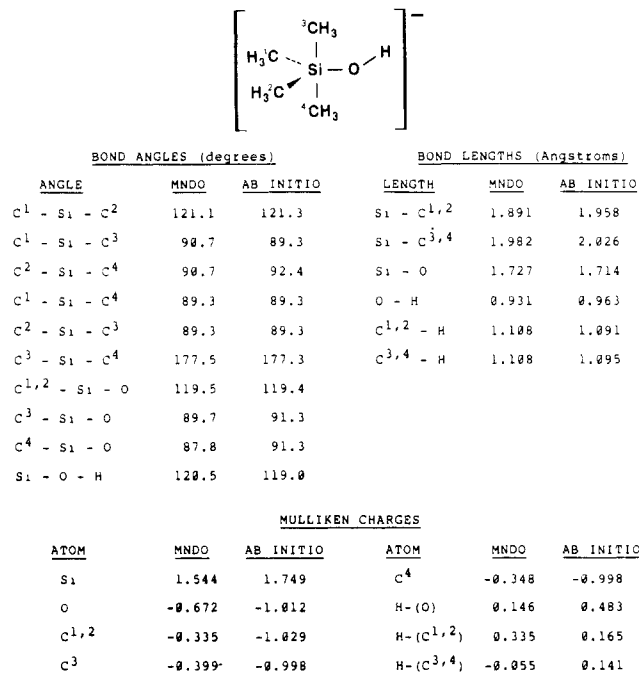 ³CH₃
−
H
H₃¹C
Si — O
H₃²C
⁴CH₃
BOND ANGLES (degrees)
ANGLE MNDO AB INITIO
C¹ - Si - C² 121.1 121.3
C¹ - Si - C³ 90.7 89.3
C² - Si - C⁴ 90.7 92.4
C¹ - Si - C⁴ 89.3 89.3
C² - Si - C³ 89.3 89.3
C³ - Si - C⁴ 177.5 177.3
C¹,² - Si - O 119.5 119.4
C³ - Si - O 89.7 91.3
C⁴ - Si - O 87.8 91.3
Si - O - H 120.5 119.0
BOND LENGTHS (Angstroms)
LENGTH MNDO AB INITIO
Si - C¹,² 1.891 1.958
Si - C³,⁴ 1.982 2.026
Si - O 1.727 1.714
O - H 0.931 0.963
C¹,² - H 1.108 1.091
C³,⁴ - H 1.108 1.095
MULLIKEN CHARGES
ATOM MNDO AB INITIO ATOM MNDO AB INITIO
Si 1.544 1.749 C⁴ -0.348 -0.998
O -0.672 -1.012 H-(O) 0.146 0.483
C¹,² -0.335 -1.029 H-(C¹,²) 0.335 0.165
C³ -0.399 -0.998 H-(C³,⁴) -0.055 0.141